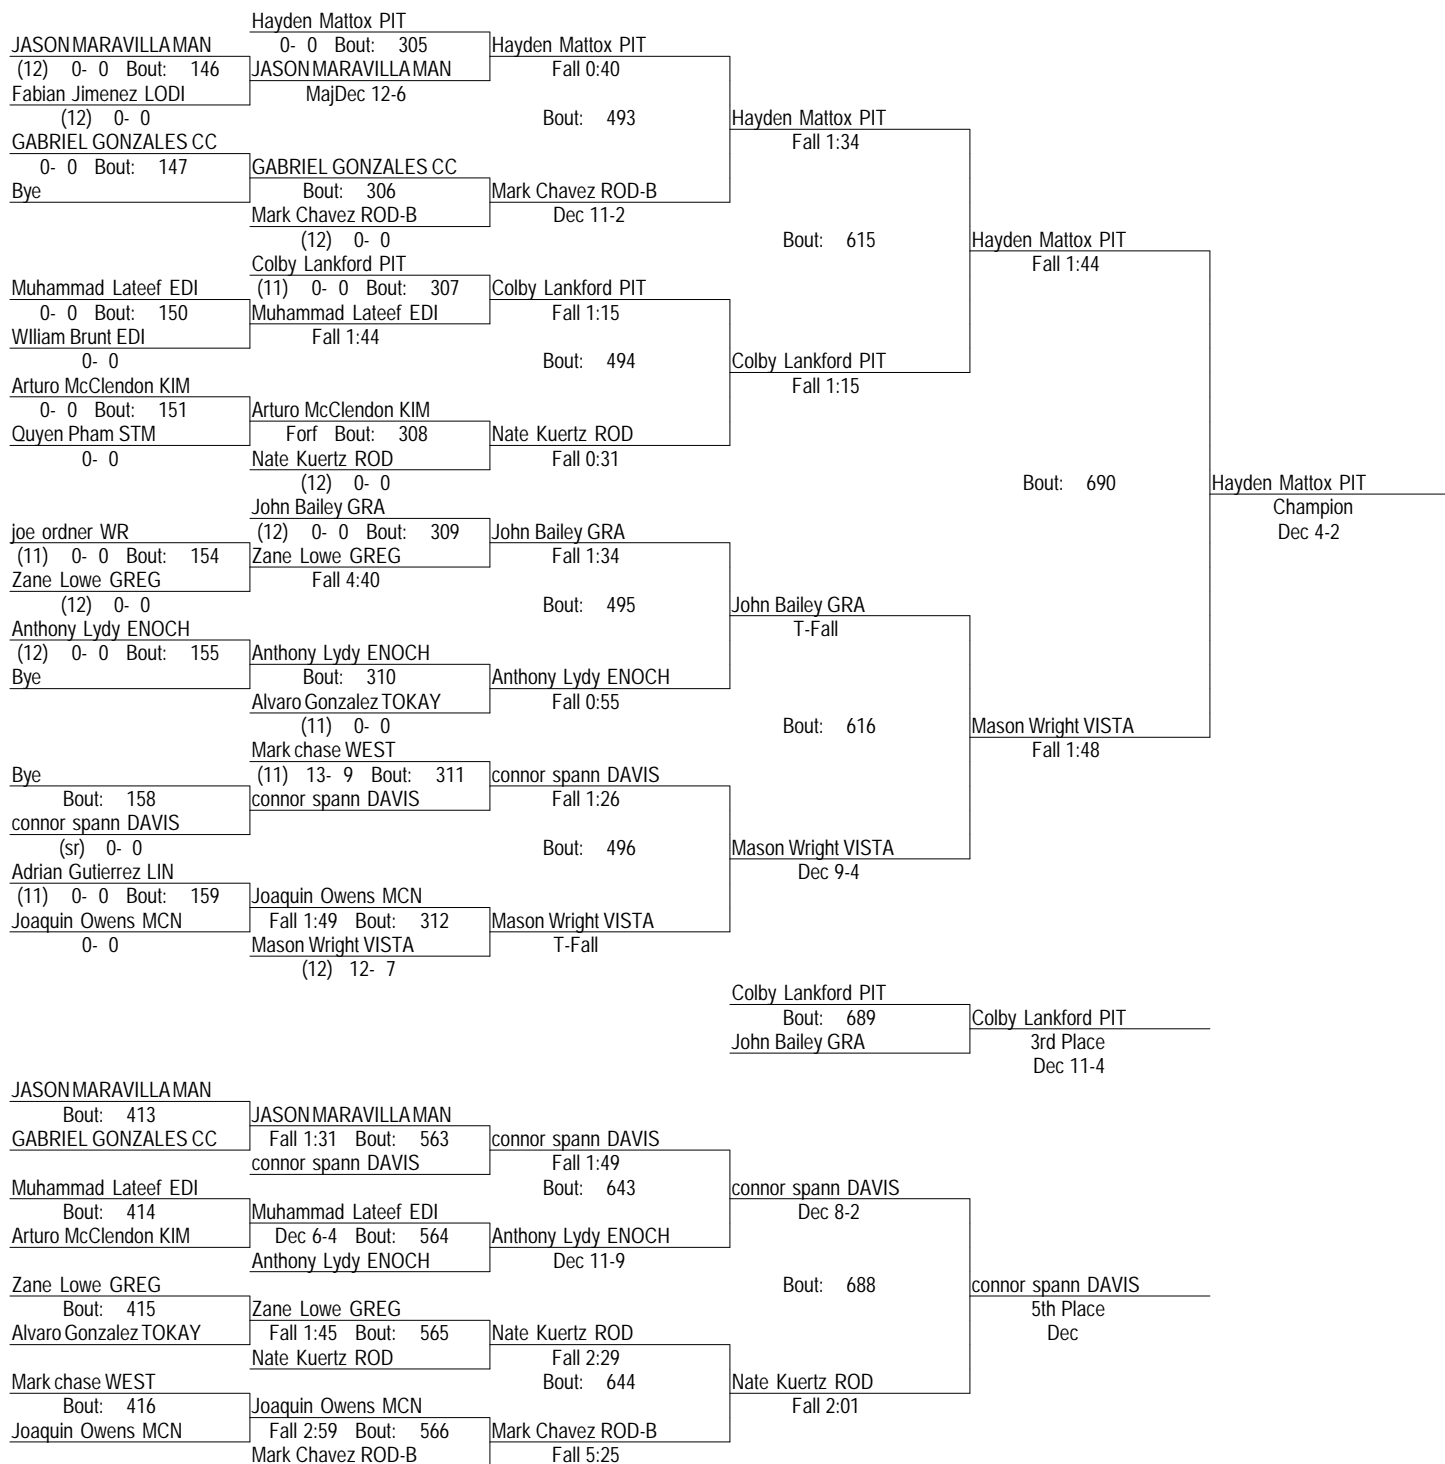 Hayden Mattox PIT
JASON MARAVILLA MAN 0- 0 Bout: 305 Hayden Mattox PIT
(12) 0- 0 Bout: 146 JASON MARAVILLA MAN Fall 0:40
Fabian Jimenez LODI MajDec 12-6
(12) 0- 0 Bout: 493 Hayden Mattox PIT
GABRIEL GONZALES CC Fall 1:34
0- 0 Bout: 147 GABRIEL GONZALES CC
Bye Bout: 306 Mark Chavez ROD-B
Mark Chavez ROD-B Dec 11-2
(12) 0- 0 Bout: 615 Hayden Mattox PIT
Colby Lankford PIT Fall 1:44
Muhammad Lateef EDI (11) 0- 0 Bout: 307 Colby Lankford PIT
0- 0 Bout: 150 Muhammad Lateef EDI Fall 1:15
WIliam Brunt EDI Fall 1:44
0- 0 Bout: 494 Colby Lankford PIT
Arturo McClendon KIM Fall 1:15
0- 0 Bout: 151 Arturo McClendon KIM
Quyen Pham STM Forf Bout: 308 Nate Kuertz ROD
0- 0 Nate Kuertz ROD Fall 0:31
(12) 0- 0 Bout: 690 Hayden Mattox PIT
John Bailey GRA Champion
joe ordner WR (12) 0- 0 Bout: 309 John Bailey GRA Dec 4-2
(11) 0- 0 Bout: 154 Zane Lowe GREG Fall 1:34
Zane Lowe GREG Fall 4:40
(12) 0- 0 Bout: 495 John Bailey GRA
Anthony Lydy ENOCH T-Fall
(12) 0- 0 Bout: 155 Anthony Lydy ENOCH
Bye Bout: 310 Anthony Lydy ENOCH
Alvaro Gonzalez TOKAY Fall 0:55
(11) 0- 0 Bout: 616 Mason Wright VISTA
Mark chase WEST Fall 1:48
Bye (11) 13- 9 Bout: 311 connor spann DAVIS
Bout: 158 connor spann DAVIS Fall 1:26
connor spann DAVIS
(sr) 0- 0 Bout: 496 Mason Wright VISTA
Adrian Gutierrez LIN Dec 9-4
(11) 0- 0 Bout: 159 Joaquin Owens MCN
Joaquin Owens MCN Fall 1:49 Bout: 312 Mason Wright VISTA
0- 0 Mason Wright VISTA T-Fall
(12) 12- 7
Colby Lankford PIT
Bout: 689 Colby Lankford PIT
John Bailey GRA 3rd Place
Dec 11-4
JASON MARAVILLA MAN
Bout: 413 JASON MARAVILLA MAN
GABRIEL GONZALES CC Fall 1:31 Bout: 563 connor spann DAVIS
connor spann DAVIS Fall 1:49
Muhammad Lateef EDI Bout: 643 connor spann DAVIS
Bout: 414 Muhammad Lateef EDI Dec 8-2
Arturo McClendon KIM Dec 6-4 Bout: 564 Anthony Lydy ENOCH
Anthony Lydy ENOCH Dec 11-9
Zane Lowe GREG Bout: 688 connor spann DAVIS
Bout: 415 Zane Lowe GREG 5th Place
Alvaro Gonzalez TOKAY Fall 1:45 Bout: 565 Nate Kuertz ROD Dec
Nate Kuertz ROD Fall 2:29
Mark chase WEST Bout: 644 Nate Kuertz ROD
Bout: 416 Joaquin Owens MCN Fall 2:01
Joaquin Owens MCN Fall 2:59 Bout: 566 Mark Chavez ROD-B
Mark Chavez ROD-B Fall 5:25